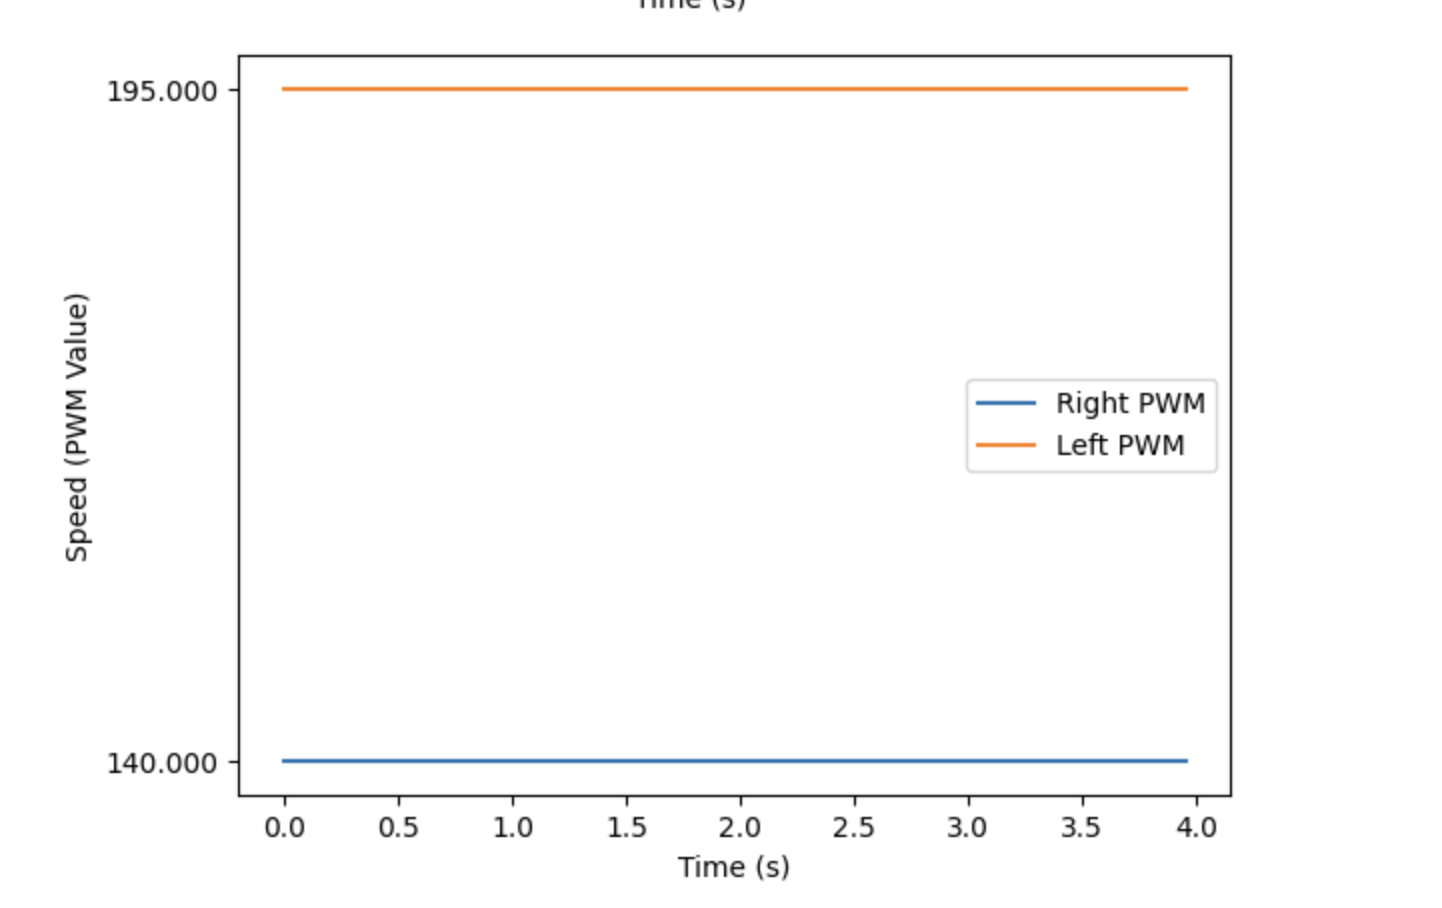 Time (s)
195.000
Speed (PWM Value)
Right PWM
Left PWM
140.000
0.0 0.5 1.0 1.5 2.0 2.5 3.0 3.5 4.0
Time (s)